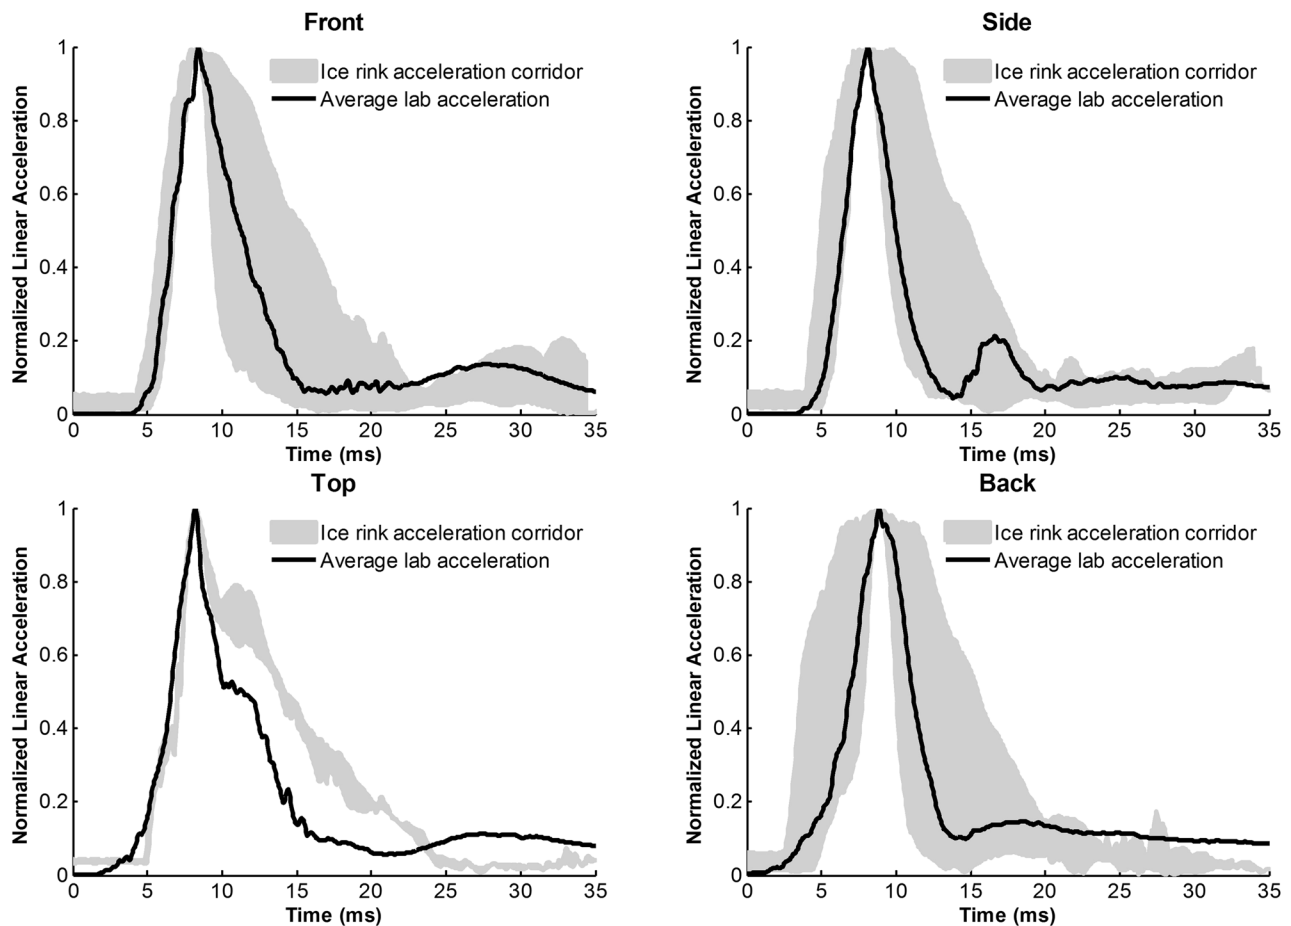 Front
Ice rink acceleration corridor
Average lab acceleration
Normalized Linear Acceleration
1
0.8
0.6
0.4
0.2
0
0 5 10 15 20 25 30 35
Time (ms)
Side
Ice rink acceleration corridor
Average lab acceleration
Normalized Linear Acceleration
1
0.8
0.6
0.4
0.2
0
0 5 10 15 20 25 30 35
Time (ms)
Top
Ice rink acceleration corridor
Average lab acceleration
Normalized Linear Acceleration
1
0.8
0.6
0.4
0.2
0
0 5 10 15 20 25 30 35
Time (ms)
Back
Ice rink acceleration corridor
Average lab acceleration
Normalized Linear Acceleration
1
0.8
0.6
0.4
0.2
0
0 5 10 15 20 25 30 35
Time (ms)